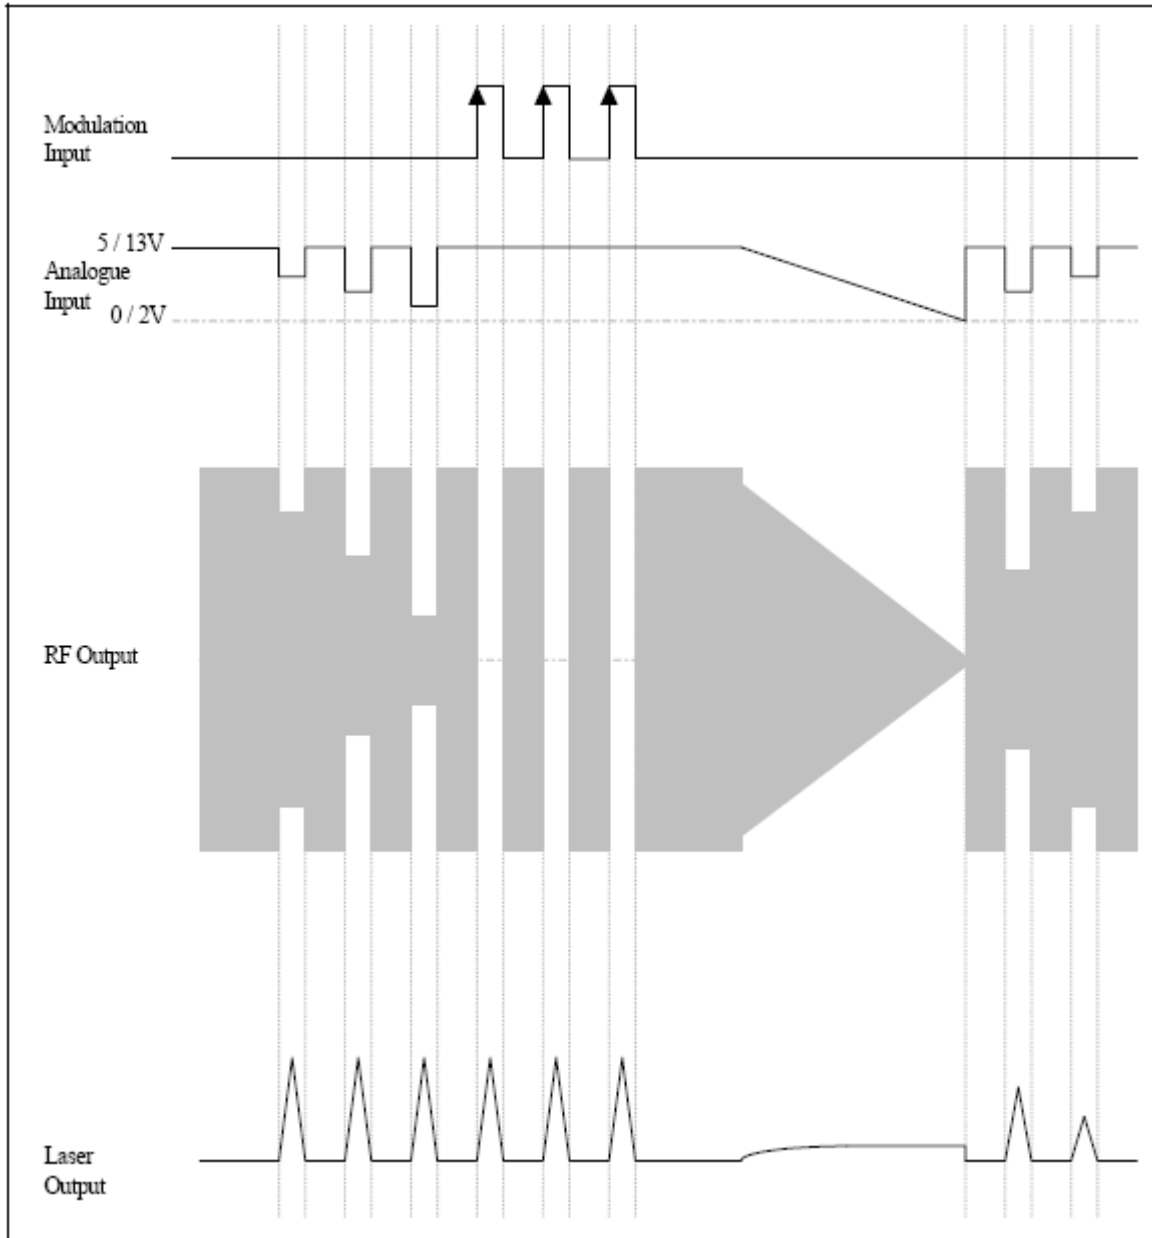 Modulation
Input
5 / 13V
Analogue
Input
0 / 2V
RF Output
Laser
Output